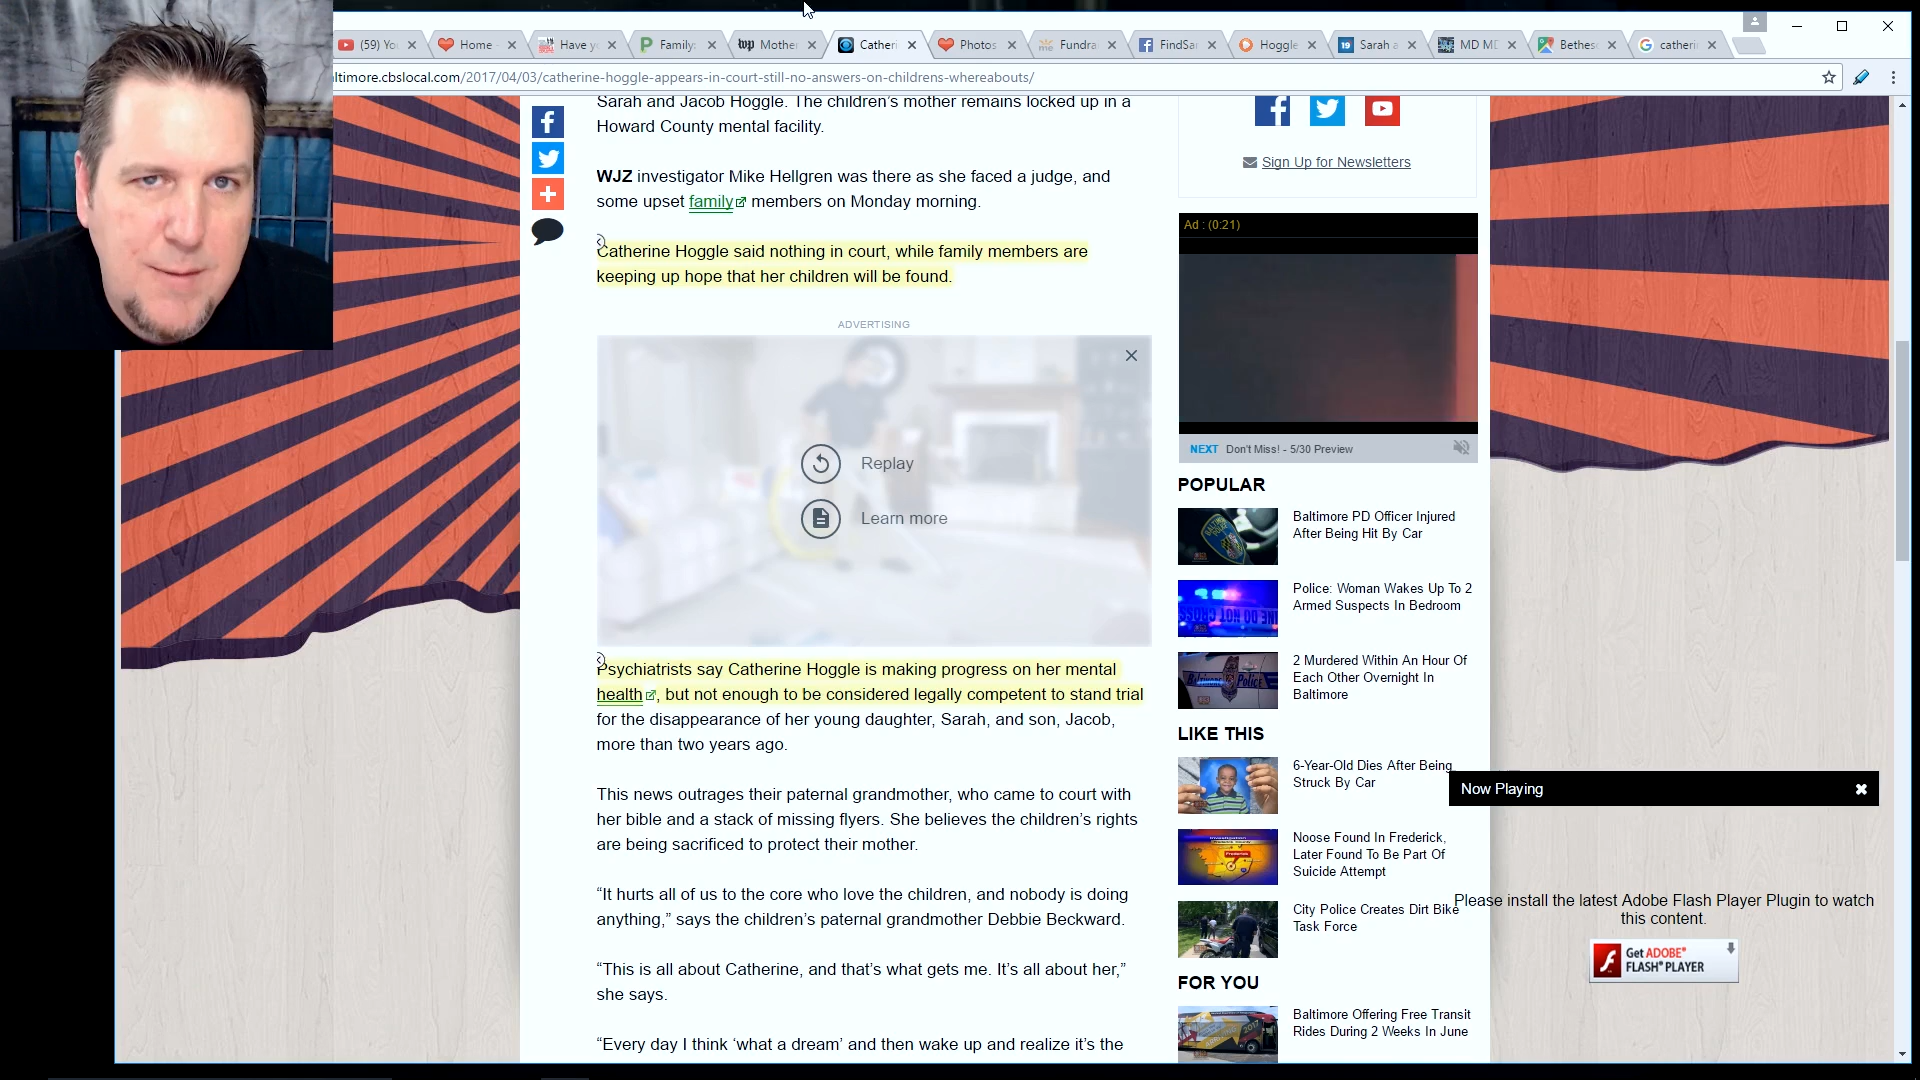 (59) Yo
Home -
Have y
Family:
Mother
Catheri
Photos
Fundra
FindSa
Hoggle
Sarah a
MD MD
Bethes
catheri
ltimore.cbslocal.com/2017/04/03/catherine-hoggle-appears-in-court-still-no-answers-on-childrens-whereabouts/
Sarah and Jacob Hoggle. The children's mother remains locked up in a
Howard County mental facility.
WJZ investigator Mike Hellgren was there as she faced a judge, and
some upset family members on Monday morning.
Catherine Hoggle said nothing in court, while family members are
keeping up hope that her children will be found.
ADVERTISING
Replay
Learn more
Psychiatrists say Catherine Hoggle is making progress on her mental
health, but not enough to be considered legally competent to stand trial
for the disappearance of her young daughter, Sarah, and son, Jacob,
more than two years ago.
This news outrages their paternal grandmother, who came to court with
her bible and a stack of missing flyers. She believes the children's rights
are being sacrificed to protect their mother.
“It hurts all of us to the core who love the children, and nobody is doing
anything,” says the children's paternal grandmother Debbie Beckward.
“This is all about Catherine, and that's what gets me. It's all about her,”
she says.
“Every day I think ‘what a dream’ and then wake up and realize it's the
Sign Up for Newsletters
Ad : (0:21)
NEXT Don't Miss! - 5/30 Preview
POPULAR
Baltimore PD Officer Injured
After Being Hit By Car
Police: Woman Wakes Up To 2
Armed Suspects In Bedroom
2 Murdered Within An Hour Of
Each Other Overnight In
Baltimore
LIKE THIS
6-Year-Old Dies After Being
Struck By Car
Noose Found In Frederick,
Later Found To Be Part Of
Suicide Attempt
City Police Creates Dirt Bike
Task Force
FOR YOU
Baltimore Offering Free Transit
Rides During 2 Weeks In June
Now Playing
Please install the latest Adobe Flash Player Plugin to watch
this content.
Get ADOBE®
FLASH® PLAYER